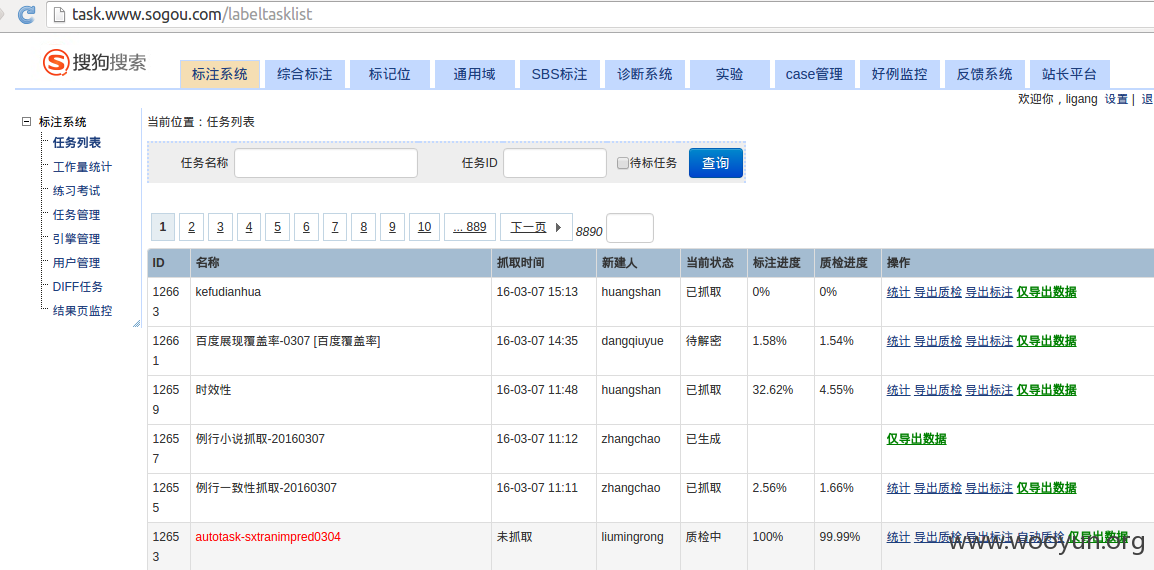 task.www.sogou.com/labeltasklist
搜狗搜索
标注系统 综合标注 标记位 通用域 SBS标注 诊断系统 实验 case管理 好例监控 反馈系统 站长平台
欢迎你，ligang 设置 | 退
标注系统
任务列表
工作量统计
练习考试
任务管理
引擎管理
用户管理
DIFF任务
结果页监控
当前位置：任务列表
任务名称 任务ID 待标任务 查询
1 2 3 4 5 6 7 8 9 10 ... 889 下一页 8890
ID 名称 抓取时间 新建人 当前状态 标注进度 质检进度 操作
12663 kefudianhua 16-03-07 15:13 huangshan 已抓取 0% 0% 统计 导出质检 导出标注 仅导出数据
12661 百度展现覆盖率-0307 [百度覆盖率] 16-03-07 14:35 dangqiuyue 待解密 1.58% 1.54% 统计 导出质检 导出标注 仅导出数据
12659 时效性 16-03-07 11:48 huangshan 已抓取 32.62% 4.55% 统计 导出质检 导出标注 仅导出数据
12657 例行小说抓取-20160307 16-03-07 11:12 zhangchao 已生成 仅导出数据
12655 例行一致性抓取-20160307 16-03-07 11:11 zhangchao 已抓取 2.56% 1.66% 统计 导出质检 导出标注 仅导出数据
12653 autotask-sxtranimpred0304 未抓取 liumingrong 质检中 100% 99.99% 统计 导出质检 导出标注 自动质检 仅导出数据
www.wooyun.org